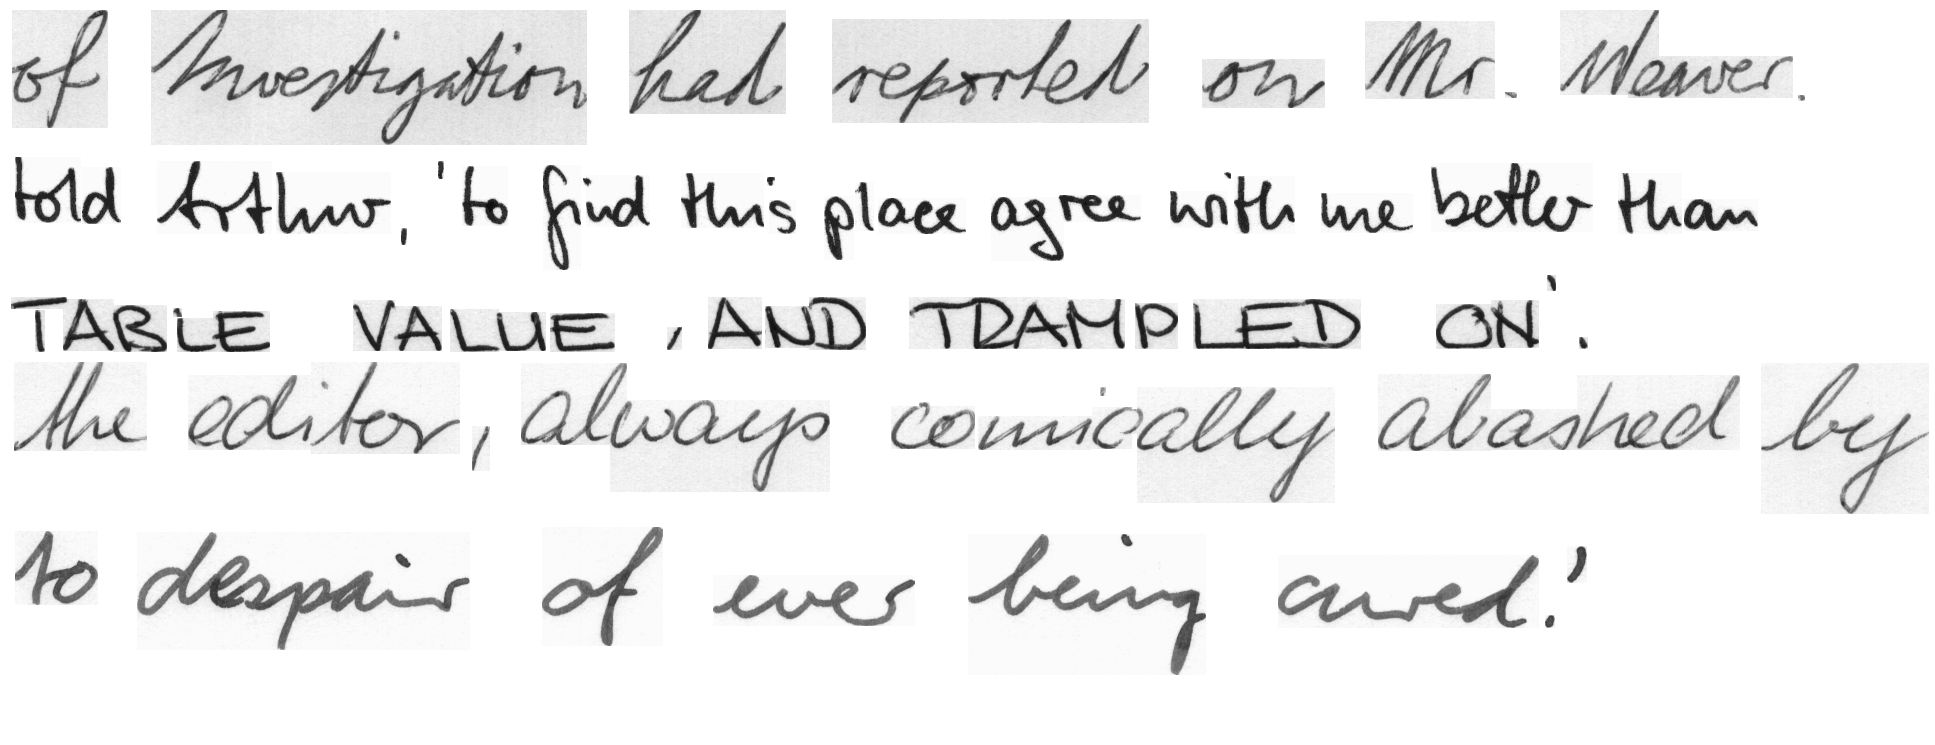 of Investigation had reported on Mr. Weaver.
told Arthur, 'to find this place agree with me better than
TABLE VALUE, AND TRAMPLED ON'.
the editor, always comically abashed by
to despair of ever being cured.'